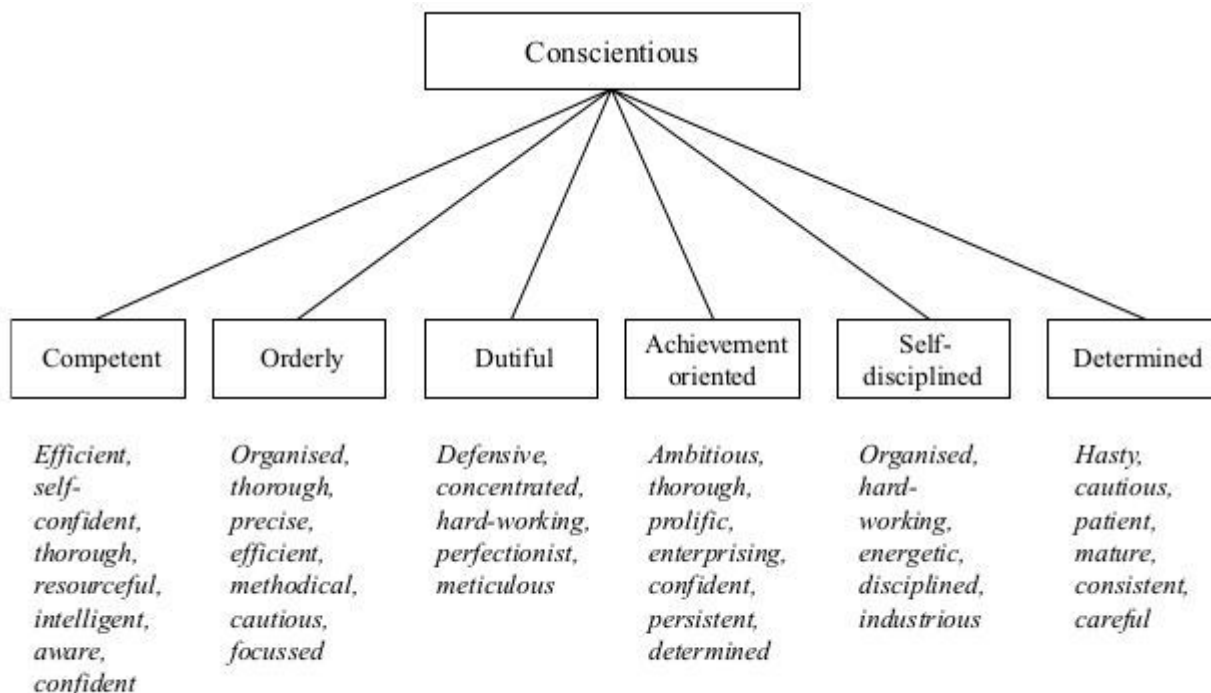 Conscientious
Competent
Orderly
Dutiful
Achievement
oriented
Self-
disciplined
Determined
Efficient,
self-
confident,
thorough,
resourceful,
intelligent,
aware,
confident
Organised,
thorough,
precise,
efficient,
methodical,
cautious,
focussed
Defensive,
concentrated,
hard-working,
perfectionist,
meticulous
Ambitious,
thorough,
prolific,
enterprising,
confident,
persistent,
determined
Organised,
hard-
working,
energetic,
disciplined,
industrious
Hasty,
cautious,
patient,
mature,
consistent,
careful